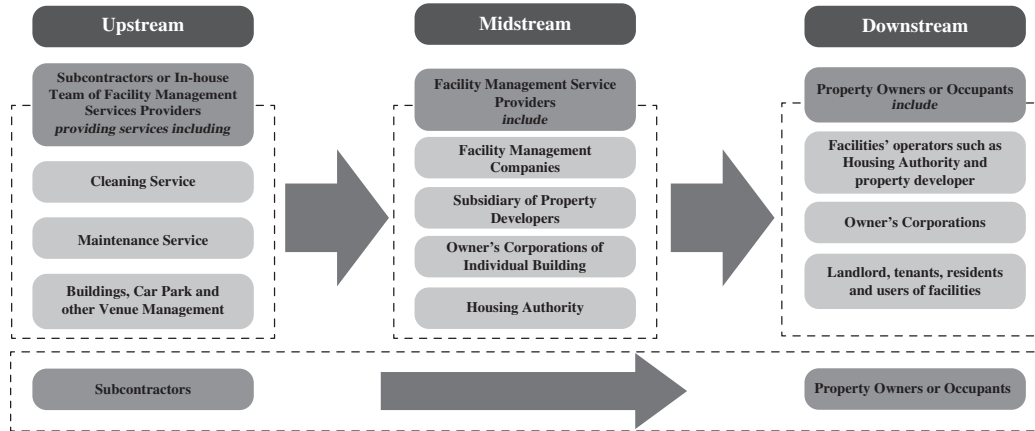 Upstream
Subcontractors or In-house
Team of Facility Management
Services Providers
providing services including
Cleaning Service
Maintenance Service
Buildings, Car Park and
other Venue Management
Midstream
Facility Management Service
Providers
include
Facility Management
Companies
Subsidiary of Property
Developers
Owner's Corporations of
Individual Building
Housing Authority
Downstream
Property Owners or Occupants
include
Facilities' operators such as
Housing Authority and
property developer
Owner's Corporations
Landlord, tenants, residents
and users of facilities
Subcontractors
Property Owners or Occupants